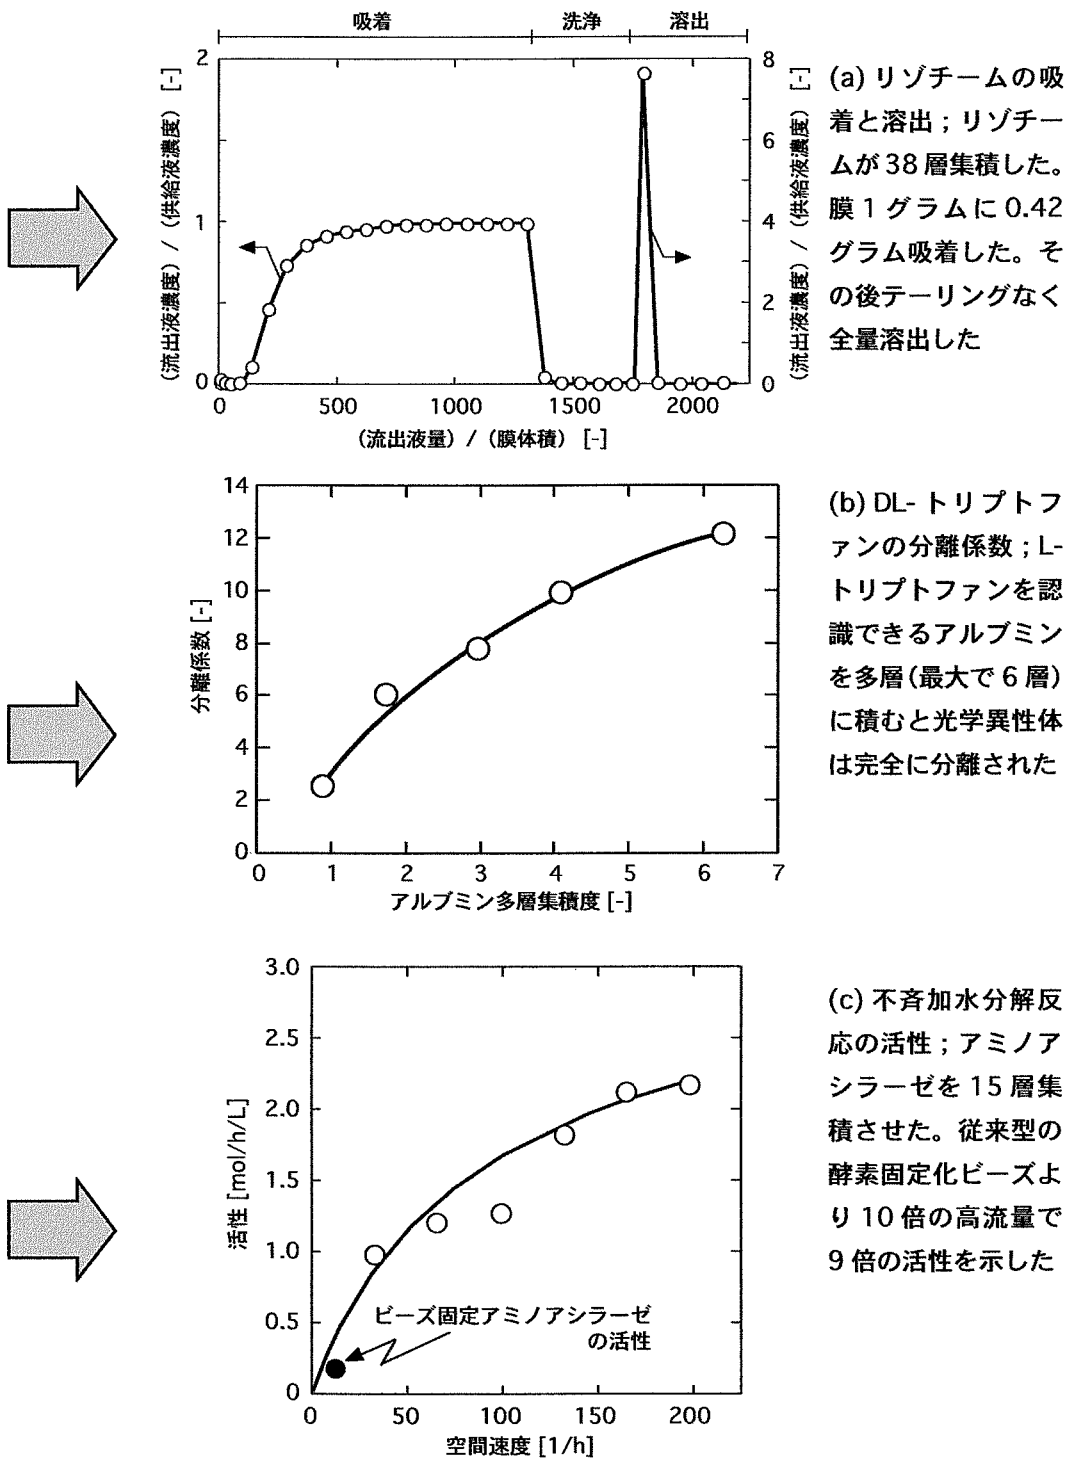 吸着
洗浄
溶出
2
1
0
(流出液濃度) / (供給液濃度) [-]
8
6
4
2
0
(流出液濃度) / (供給液濃度) [-]
0
500
1000
1500
2000
(流出液量) / (膜体積) [-]
(a) リゾチームの吸
着と溶出 ; リゾチー
ムが 38 層集積した。
膜 1 グラムに 0.42
グラム吸着した。そ
の後テーリングなく
全量溶出した
14
12
10
8
6
4
2
0
分離係数 [-]
0
1
2
3
4
5
6
7
アルブミン多層集積度 [-]
(b) DL- トリプトフ
ァンの分離係数 ; L-
トリプトファンを認
識できるアルブミン
を多層(最大で 6 層)
に積むと光学異性体
は完全に分離された
3.0
2.5
2.0
1.5
1.0
0.5
0
活性 [mol/h/L]
ビーズ固定アミノアシラーゼ
の活性
0
50
100
150
200
空間速度 [1/h]
(c) 不斉加水分解反
応の活性 ; アミノア
シラーゼを 15 層集
積させた。従来型の
酵素固定化ビーズよ
り 10 倍の高流量で
9 倍の活性を示した